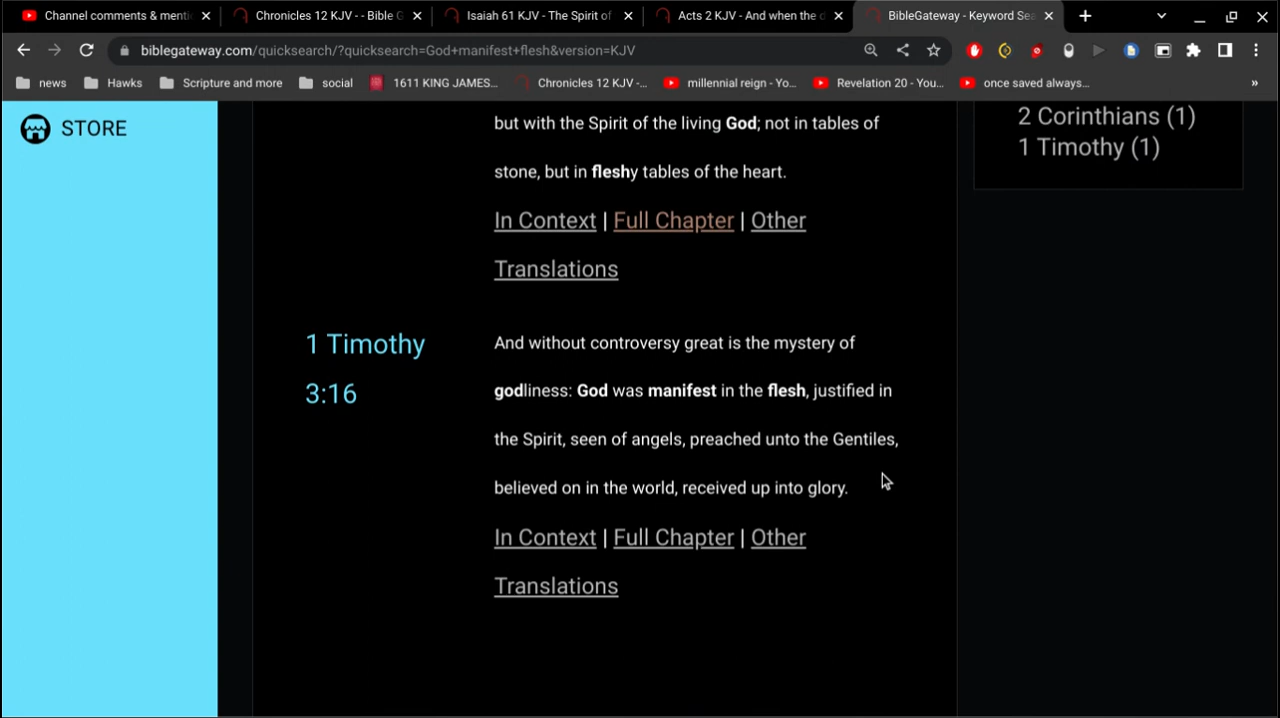 Channel comments & menti
Chronicles 12 KJV - - Bible G
Isaiah 61 KJV - The Spirit of
Acts 2 KJV - And when the d
BibleGateway - Keyword Sea
biblegateway.com/quicksearch/?quicksearch=God+manifest+flesh&version=KJV
news
Hawks
Scripture and more
social
1611 KING JAMES...
Chronicles 12 KJV -...
millennial reign - Yo...
Revelation 20 - You...
once saved always...
»
STORE
but with the Spirit of the living God; not in tables of
stone, but in fleshy tables of the heart.
In Context | Full Chapter | Other
Translations
1 Timothy
3:16
And without controversy great is the mystery of
godliness: God was manifest in the flesh, justified in
the Spirit, seen of angels, preached unto the Gentiles,
believed on in the world, received up into glory.
In Context | Full Chapter | Other
Translations
2 Corinthians (1)
1 Timothy (1)